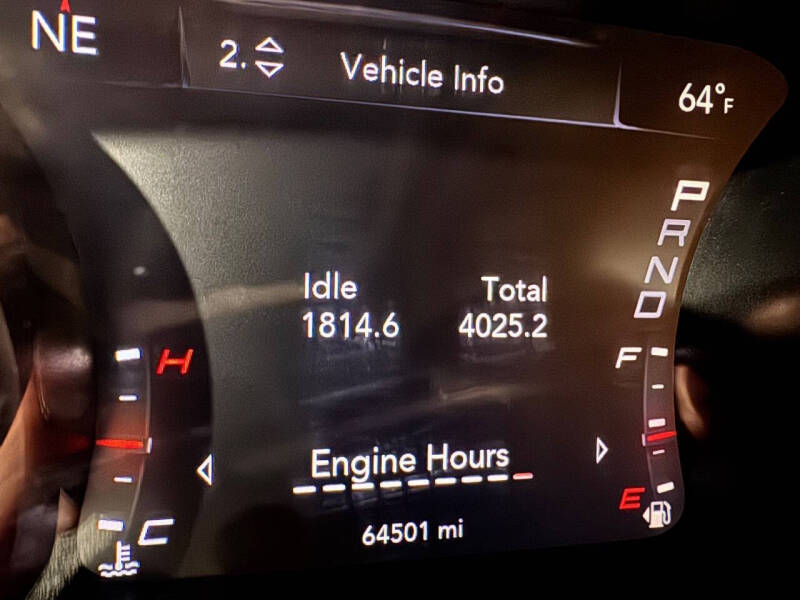 NE
2.
Vehicle Info
64°F
P
R
N
D
Idle
Total
1814.6
4025.2
H
F
Engine Hours
E
C
64501 mi